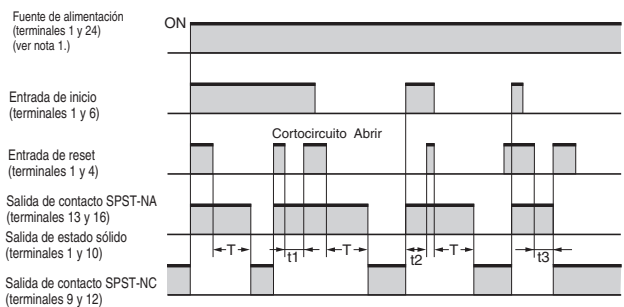 Fuente de alimentación
(terminales 1 y 24)
(ver nota 1.)
ON
Entrada de inicio
(terminales 1 y 6)
Cortocircuito Abrir
Entrada de reset
(terminales 1 y 4)
Salida de contacto SPST-NA
(terminales 13 y 16)
Salida de estado sólido
(terminales 1 y 10)
T
t1
T
t2
T
t3
Salida de contacto SPST-NC
(terminales 9 y 12)